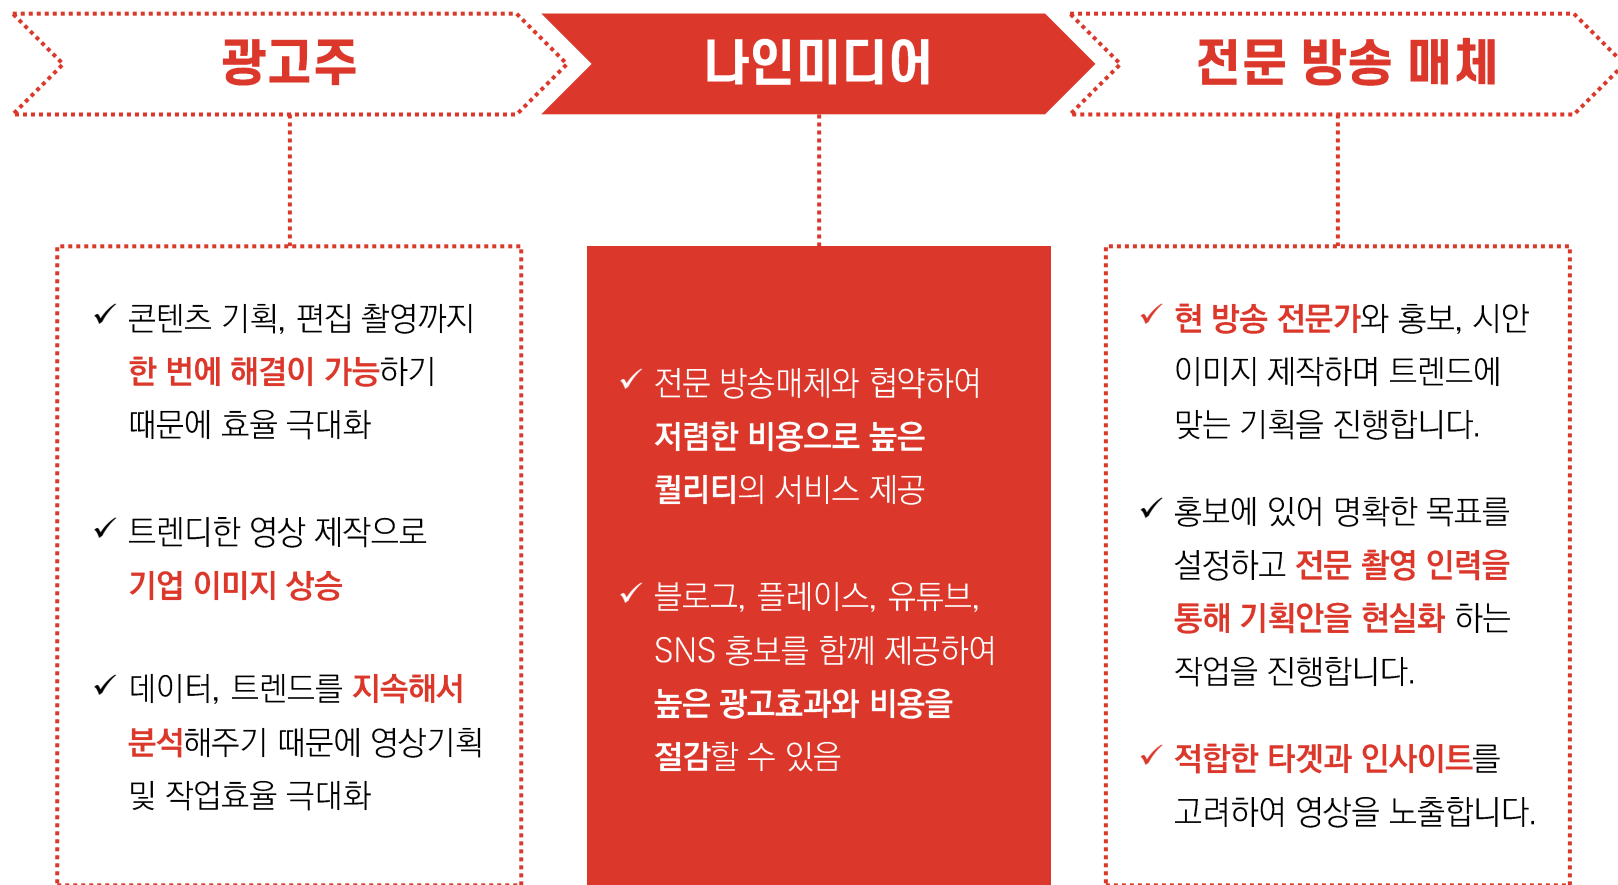 광고주
나인미디어
전문 방송 매체
콘텐츠 기획, 편집 촬영까지
한 번에 해결이 가능하기
때문에 효율 극대화
트렌디한 영상 제작으로
기업 이미지 상승
데이터, 트렌드를 지속해서
분석해주기 때문에 영상기획
및 작업효율 극대화
전문 방송매체와 협약하여
저렴한 비용으로 높은
퀄리티의 서비스 제공
블로그, 플레이스, 유튜브,
SNS 홍보를 함께 제공하여
높은 광고효과와 비용을
절감할 수 있음
현 방송 전문가와 홍보, 시안
이미지 제작하며 트렌드에
맞는 기획을 진행합니다.
홍보에 있어 명확한 목표를
설정하고 전문 촬영 인력을
통해 기획안을 현실화 하는
작업을 진행합니다.
적합한 타겟과 인사이트를
고려하여 영상을 노출합니다.